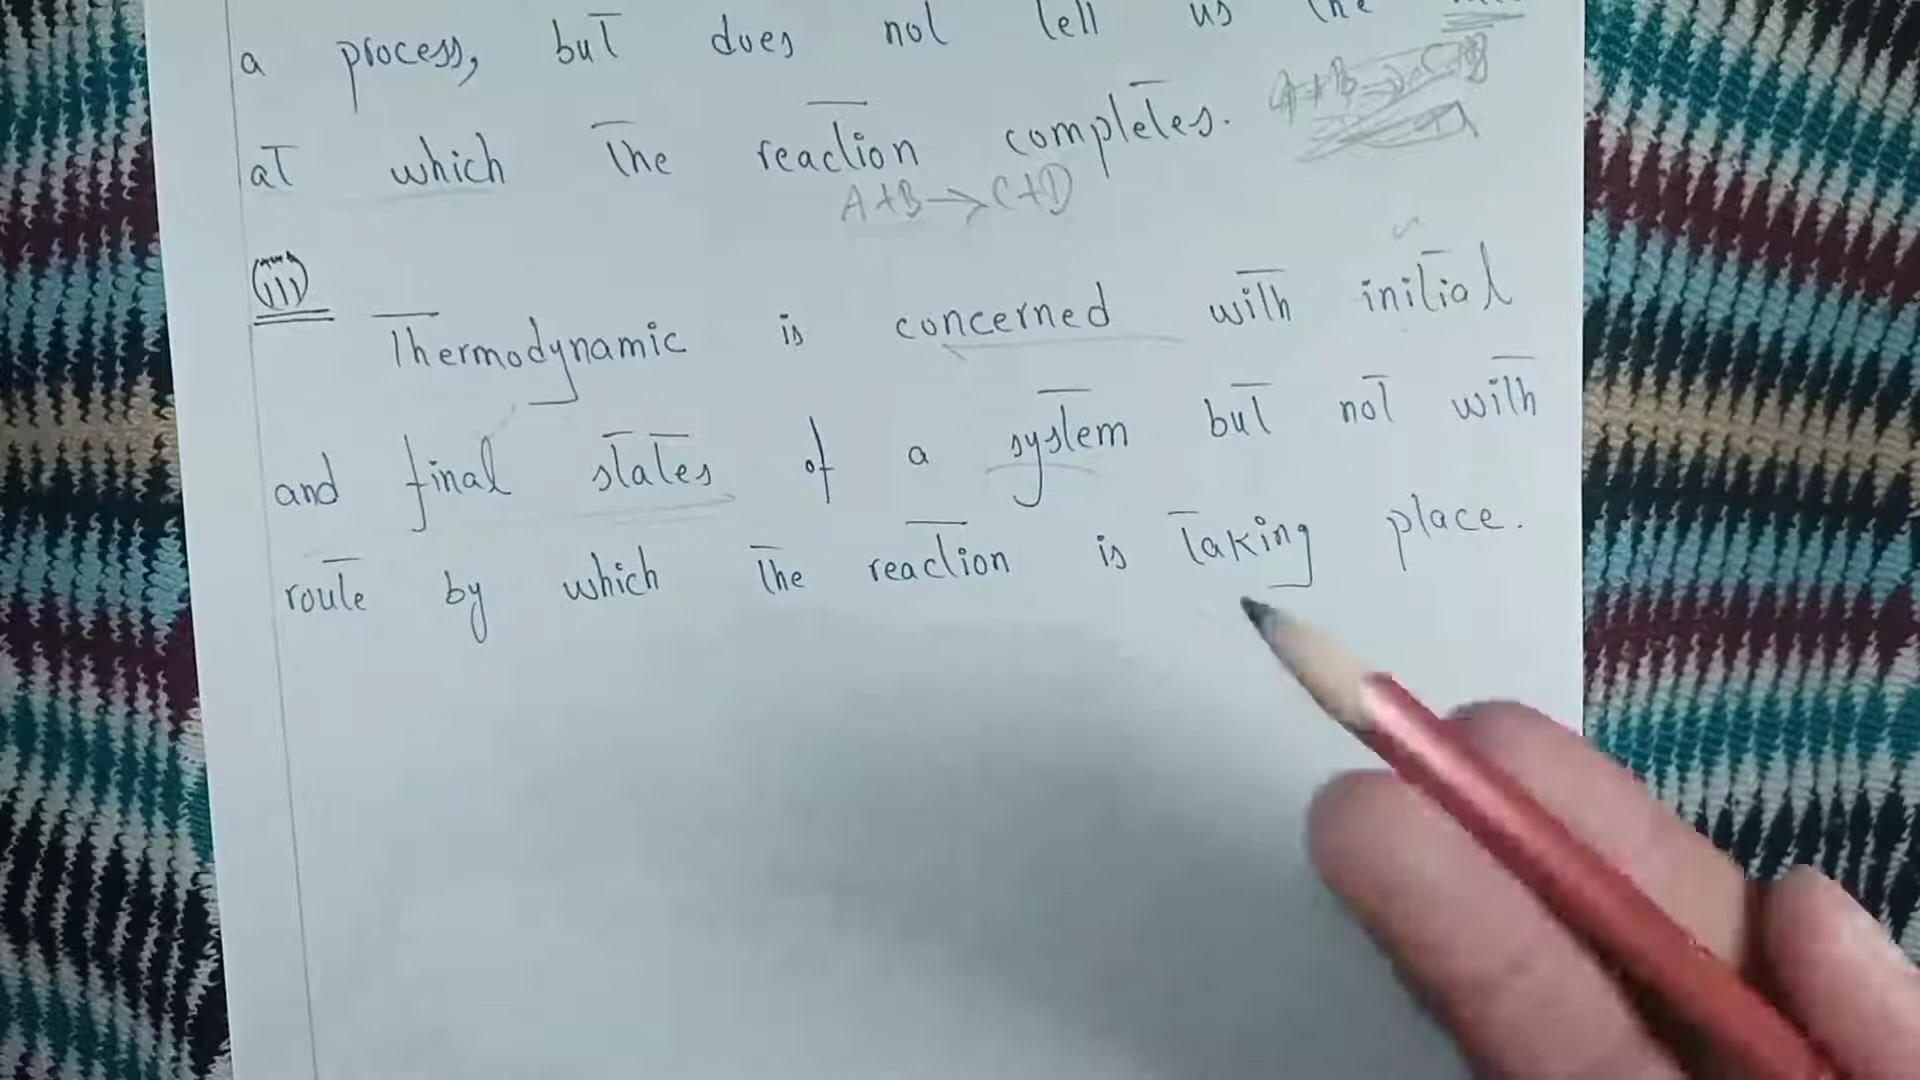 a process, but does not tell us the
at which the reaction completes.
A+B→C+D
(iii)
Thermodynamic is concerned with initial
and final states of a system but not with
route by which the reaction is taking place.